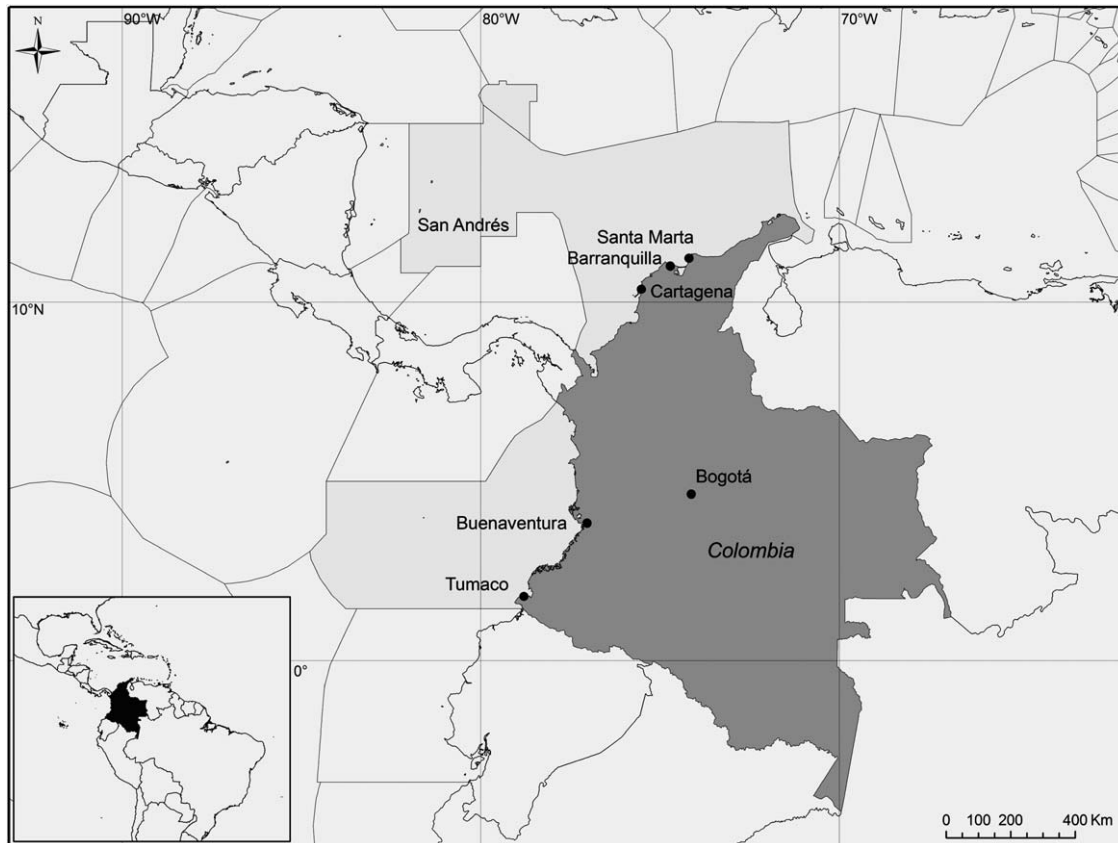 90°W
80°W
70°W
N
San Andrés
Santa Marta
Barranquilla
Cartagena
10°N
Bogotá
Buenaventura
Colombia
Tumaco
0°
0 100 200 400 Km